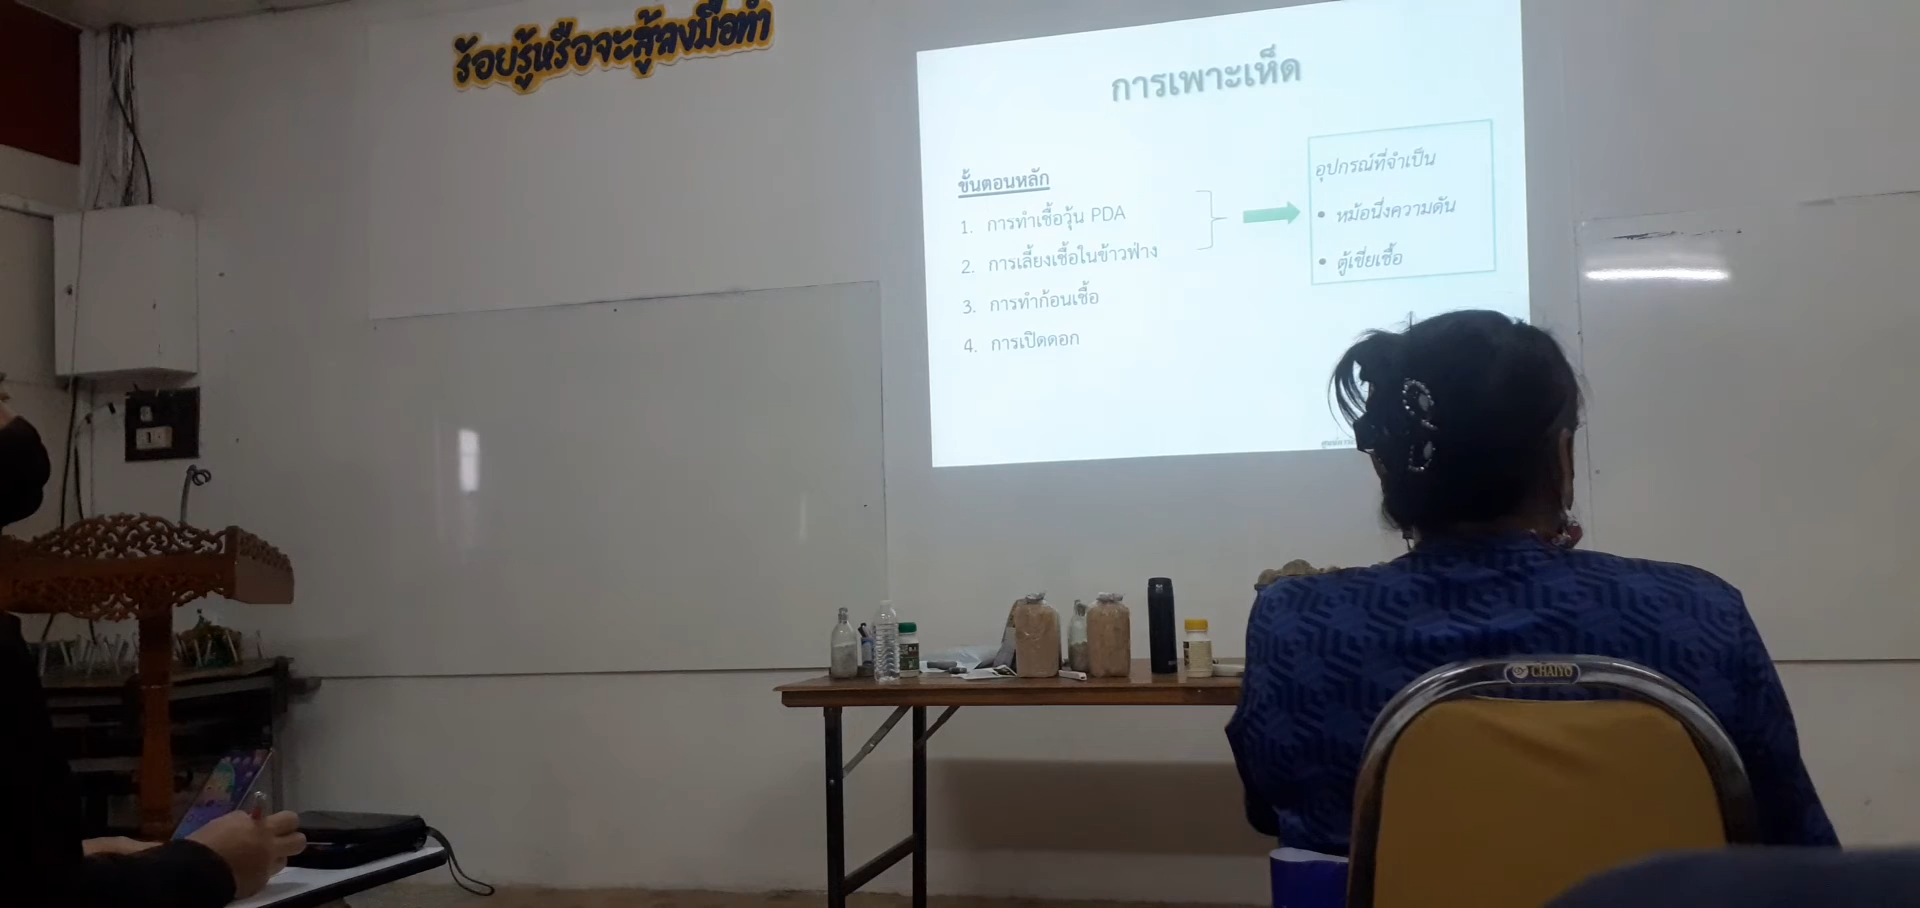 ร้อยรู้หรือจะสู้ลงมือทำ
การเพาะเห็ด
ขั้นตอนหลัก
1. การทำเชื้อวุ้น PDA
2. การเลี้ยงเชื้อในข้าวฟ่าง
3. การทำก้อนเชื้อ
4. การเปิดดอก
อุปกรณ์ที่จำเป็น
• หม้อนึ่งความดัน
• ตู้เขี่ยเชื้อ
CHAIYO